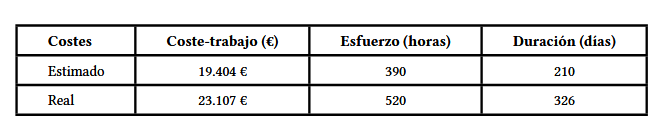 Costes Coste-trabajo (€) Esfuerzo (horas) Duración (días)
Estimado 19.404 € 390 210
Real 23.107 € 520 326